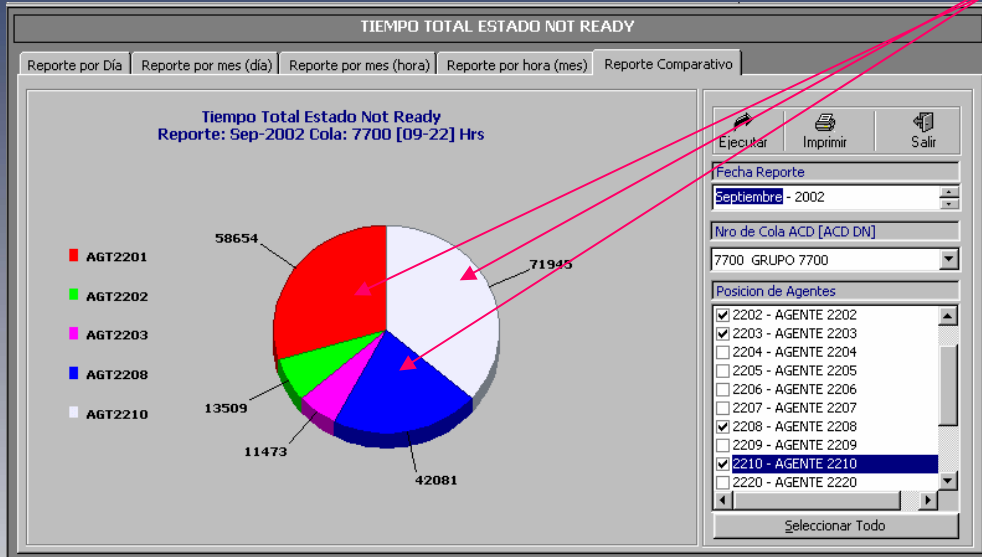 TIEMPO TOTAL ESTADO NOT READY
Reporte por Día Reporte por mes (día) Reporte por mes (hora) Reporte por hora (mes) Reporte Comparativo
Tiempo Total Estado Not Ready
Reporte: Sep-2002 Cola: 7700 [09-22] Hrs
AGT2201
AGT2202
AGT2203
AGT2208
AGT2210
58654
71945
13509
11473
42081
Ejecutar Imprimir Salir
Fecha Reporte
Septiembre - 2002
Nro de Cola ACD [ACD DN]
7700 GRUPO 7700
Posicion de Agentes
2202 - AGENTE 2202
2203 - AGENTE 2203
2204 - AGENTE 2204
2205 - AGENTE 2205
2206 - AGENTE 2206
2207 - AGENTE 2207
2208 - AGENTE 2208
2209 - AGENTE 2209
2210 - AGENTE 2210
2220 - AGENTE 2220
Seleccionar Todo